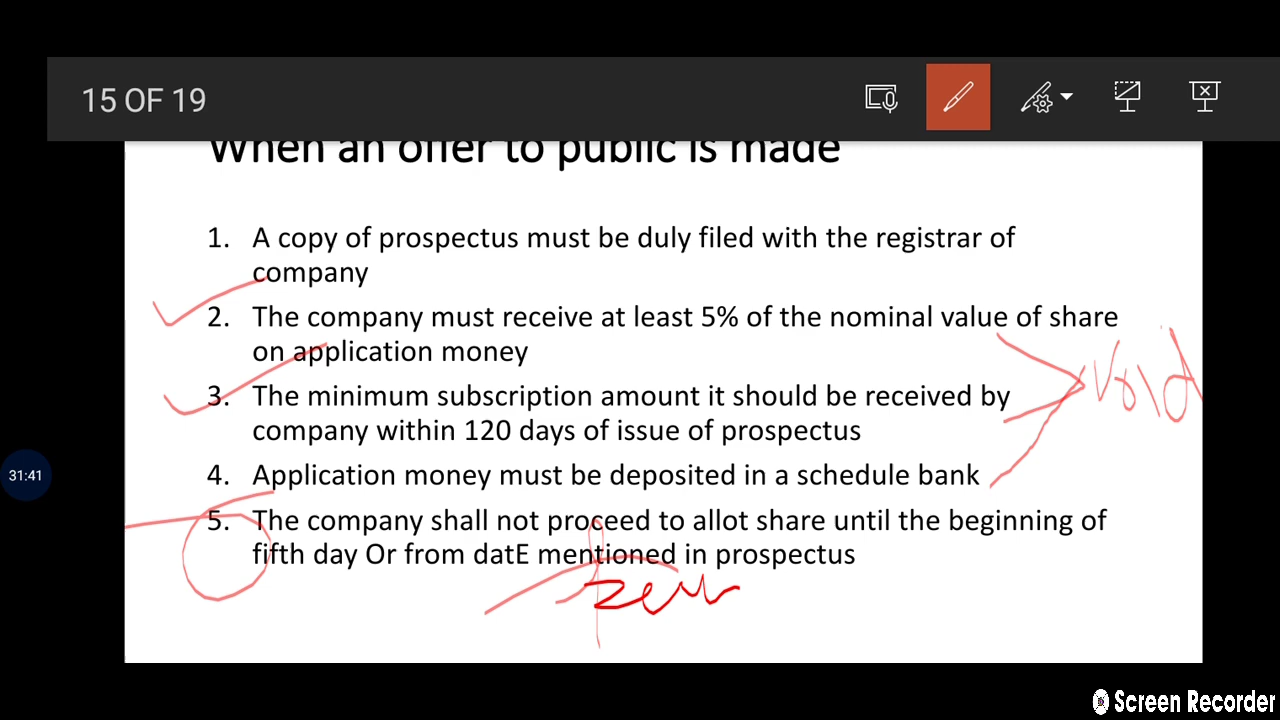 15 OF 19
When an offer to public is made
1. A copy of prospectus must be duly filed with the registrar of
company
2. The company must receive at least 5% of the nominal value of share
on application money
3. The minimum subscription amount it should be received by
company within 120 days of issue of prospectus
void
4. Application money must be deposited in a schedule bank
31:41
5. The company shall not proceed to allot share until the beginning of
fifth day Or from datE mentioned in prospectus
Screen Recorder